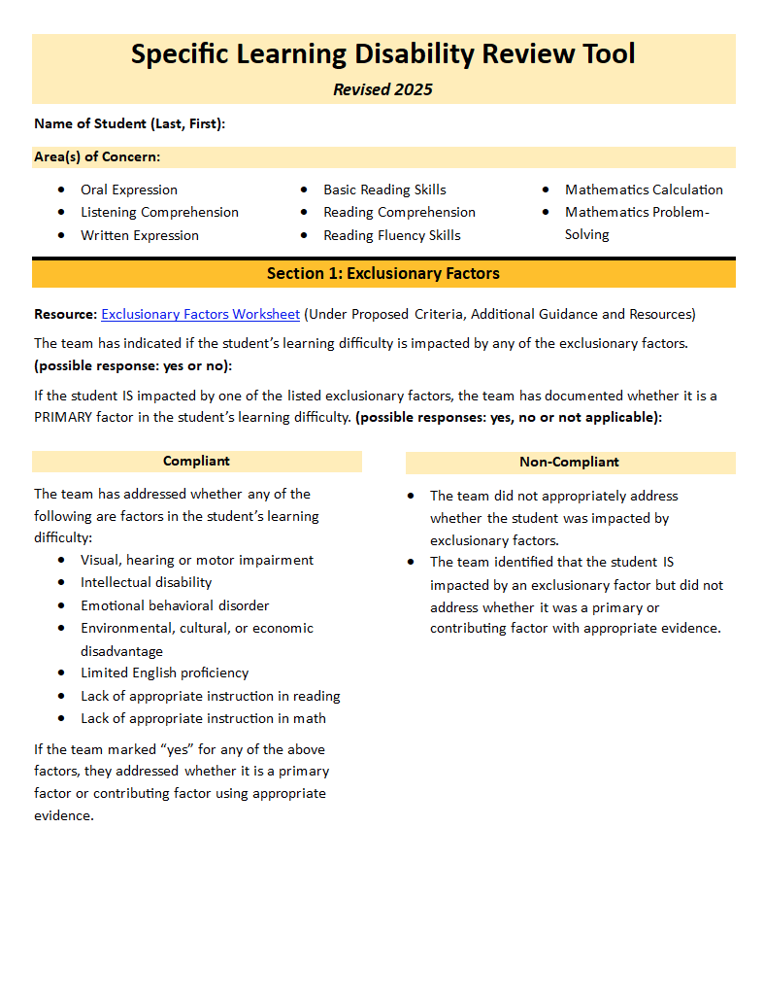 Specific Learning Disability Review Tool
Revised 2025
Name of Student (Last, First):
Area(s) of Concern:
• Oral Expression
• Listening Comprehension
• Written Expression
• Basic Reading Skills
• Reading Comprehension
• Reading Fluency Skills
• Mathematics Calculation
• Mathematics Problem-
Solving
Section 1: Exclusionary Factors
Resource: Exclusionary Factors Worksheet (Under Proposed Criteria, Additional Guidance and Resources)
The team has indicated if the student’s learning difficulty is impacted by any of the exclusionary factors.
(possible response: yes or no):
If the student IS impacted by one of the listed exclusionary factors, the team has documented whether it is a
PRIMARY factor in the student’s learning difficulty. (possible responses: yes, no or not applicable):
Compliant
The team has addressed whether any of the
following are factors in the student’s learning
difficulty:
• Visual, hearing or motor impairment
• Intellectual disability
• Emotional behavioral disorder
• Environmental, cultural, or economic
disadvantage
• Limited English proficiency
• Lack of appropriate instruction in reading
• Lack of appropriate instruction in math
If the team marked “yes” for any of the above
factors, they addressed whether it is a primary
factor or contributing factor using appropriate
evidence.
Non-Compliant
• The team did not appropriately address
whether the student was impacted by
exclusionary factors.
• The team identified that the student IS
impacted by an exclusionary factor but did not
address whether it was a primary or
contributing factor with appropriate evidence.